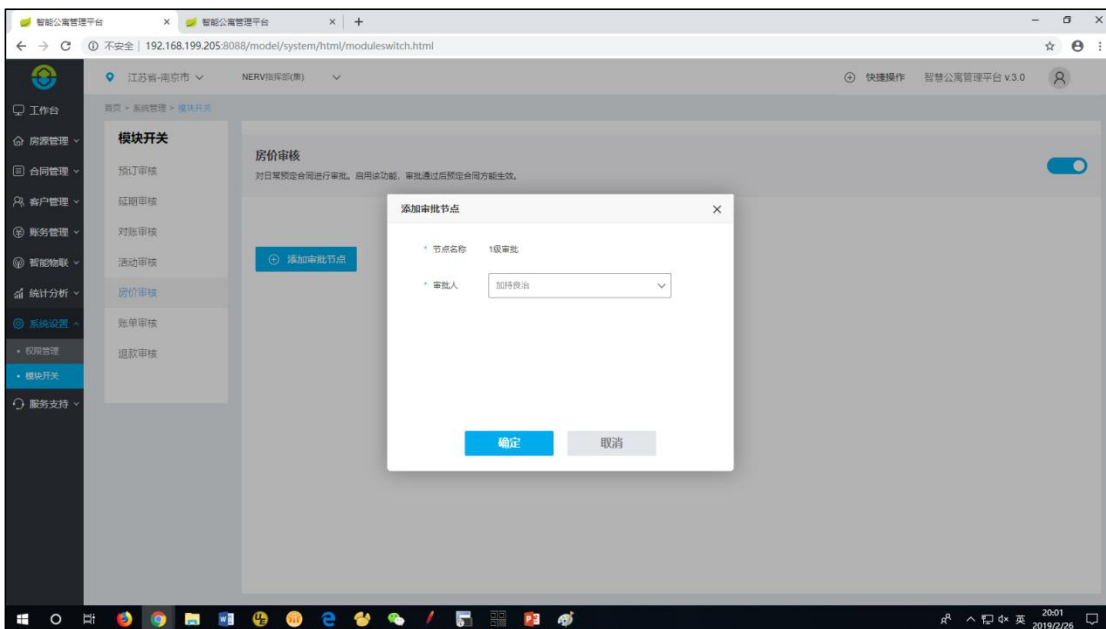 智能公寓管理平台
智能公寓管理平台
不安全 | 192.168.199.205:8088/model/system/html/moduleswitch.html
江苏省-南京市
NERV指挥部(集)
快捷操作
智慧公寓管理平台 v.3.0
工作台
房源管理
合同管理
客户管理
账务管理
智能物联
统计分析
系统设置
• 权限管理
• 模块开关
服务支持
首页 > 系统管理 > 模块开关
模块开关
预订审核
延期审核
对账审核
活动审核
房价审核
账单审核
退款审核
房价审核
对日常预定合同进行审批。启用该功能，审批通过后预定合同方能生效。
添加审批节点
添加审批节点
* 节点名称 1级审批
* 审批人 加持良治
确定 取消
英
20:01
2019/2/26